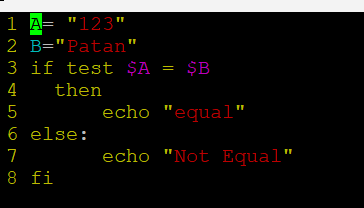 1 A= "123"
2 B="Patan"
3 if test $A = $B
4   then
5       echo "equal"
6 else:
7       echo "Not Equal"
8 fi